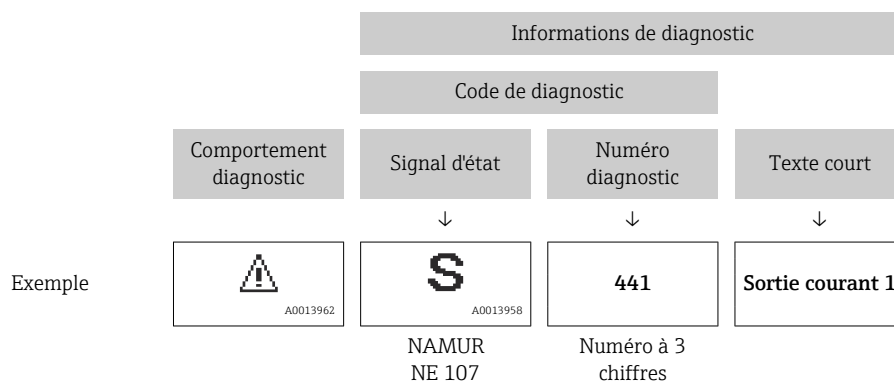 Informations de diagnostic
Code de diagnostic
Comportement
diagnostic
Signal d'état
Numéro
diagnostic
Texte court
↓ ↓ ↓
Exemple
A0013962
S
A0013958
441
Sortie courant 1
NAMUR
NE 107
Numéro à 3
chiffres